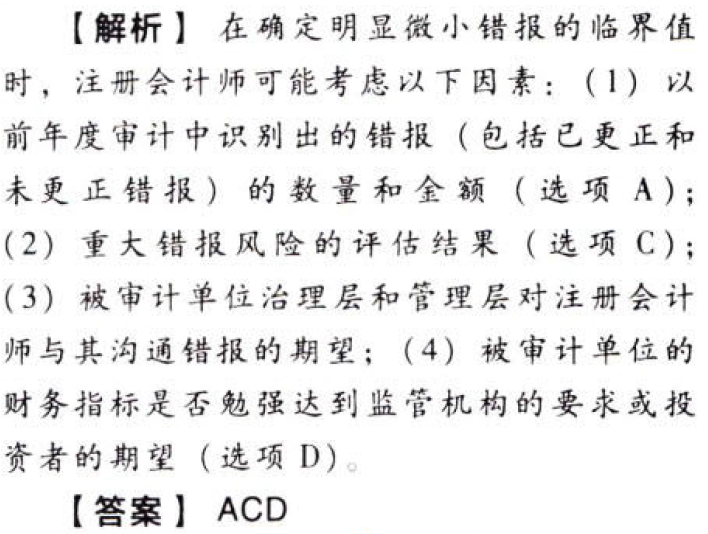 【解析】 在确定明显微小错报的临界值
时，注册会计师可能考虑以下因素：（1）以
前年度审计中识别出的错报（包括已更正和
未更正错报）的数量和金额（选项 A）；
（2）重大错报风险的评估结果（选项 C）；
（3）被审计单位治理层和管理层对注册会计
师与其沟通错报的期望；（4）被审计单位的
财务指标是否勉强达到监管机构的要求或投
资者的期望（选项 D）。
【答案】 ACD